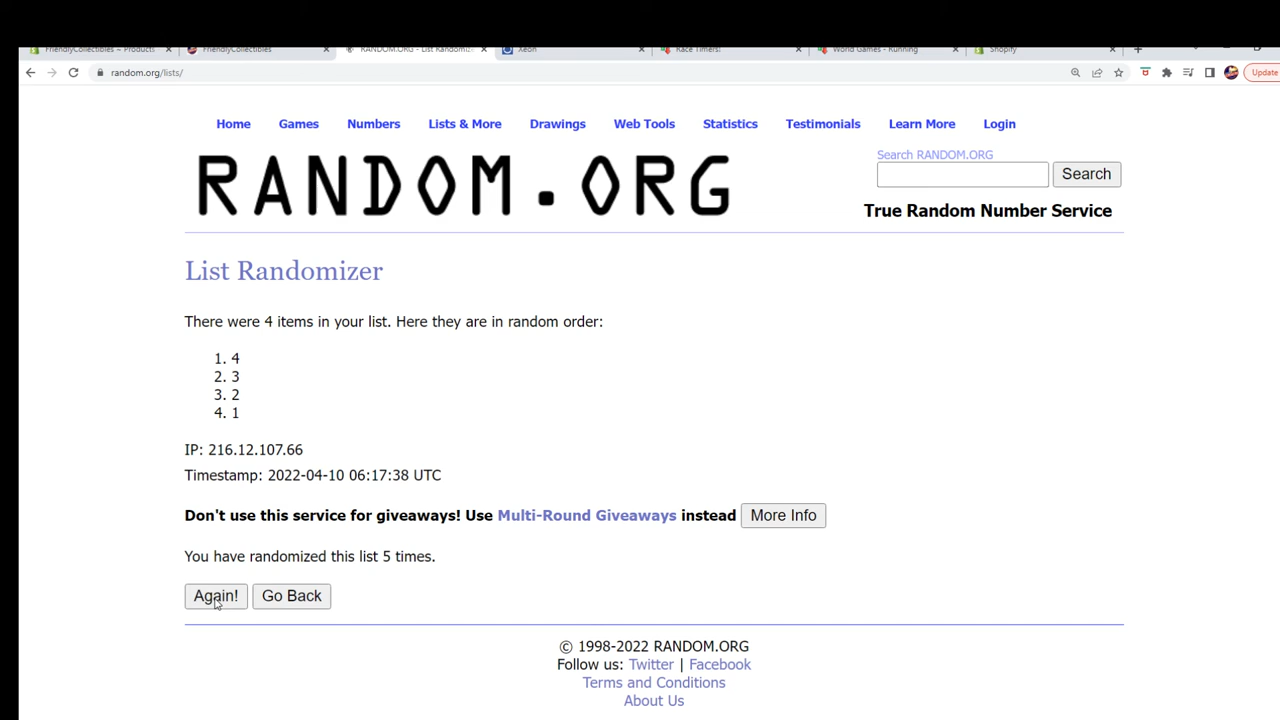 FriendlyCollectibles ~ Products
FriendlyCollectibles
RANDOM.ORG - List Randomize
Xeon
Race Timers!
World Games - Running
Shopify
random.org/lists/
Update
Home Games Numbers Lists & More Drawings Web Tools Statistics Testimonials Learn More Login
RANDOM.ORG
Search RANDOM.ORG
Search
True Random Number Service
List Randomizer
There were 4 items in your list. Here they are in random order:
1. 4
2. 3
3. 2
4. 1
IP: 216.12.107.66
Timestamp: 2022-04-10 06:17:38 UTC
Don't use this service for giveaways! Use Multi-Round Giveaways instead More Info
You have randomized this list 5 times.
Again! Go Back
© 1998-2022 RANDOM.ORG
Follow us: Twitter | Facebook
Terms and Conditions
About Us